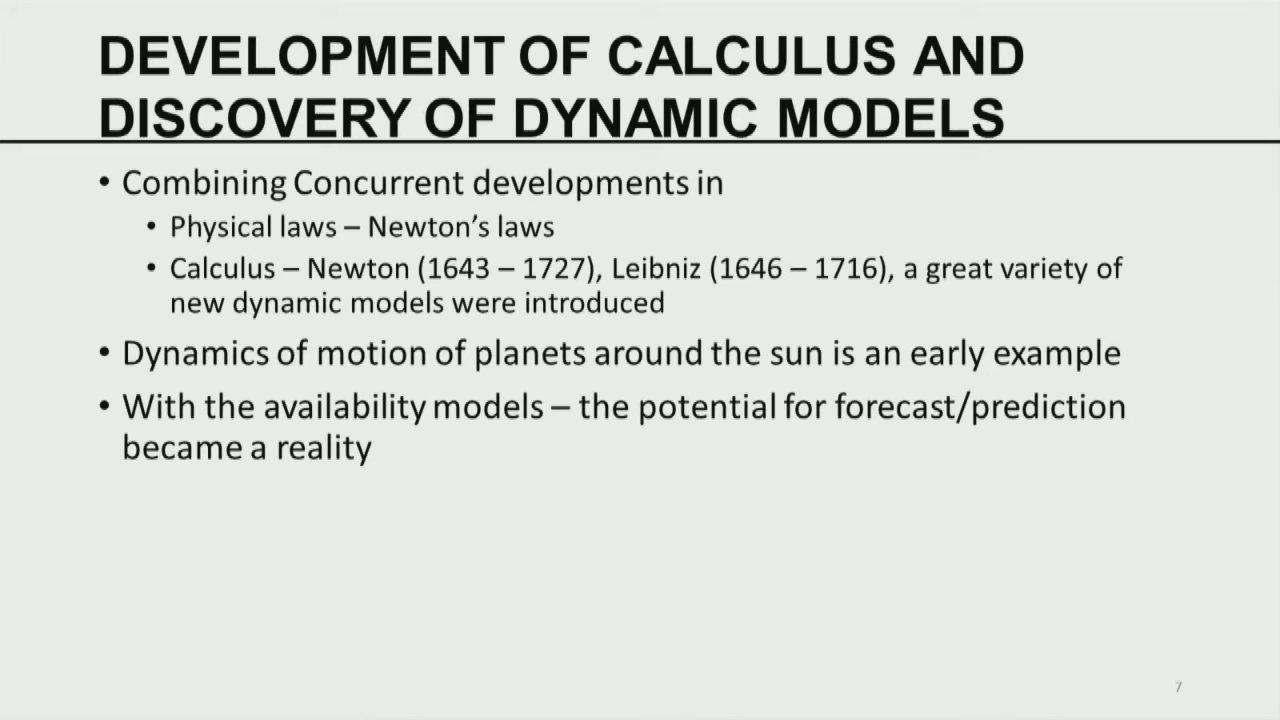 DEVELOPMENT OF CALCULUS AND
DISCOVERY OF DYNAMIC MODELS
• Combining Concurrent developments in
• Physical laws – Newton's laws
• Calculus – Newton (1643 – 1727), Leibniz (1646 – 1716), a great variety of
new dynamic models were introduced
• Dynamics of motion of planets around the sun is an early example
• With the availability models – the potential for forecast/prediction
became a reality
7